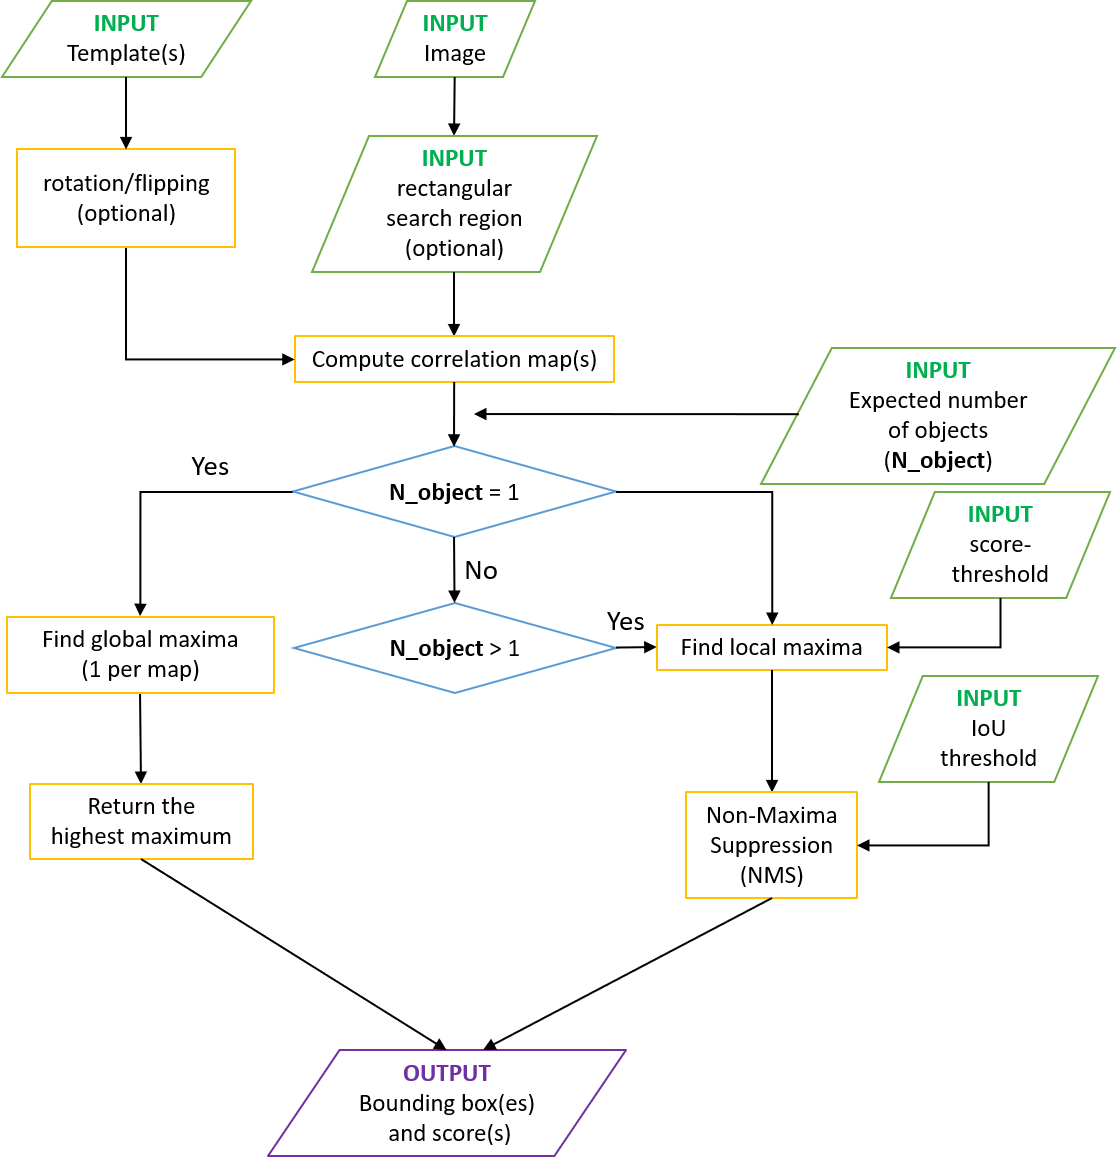 INPUT
Template(s)
INPUT
Image
rotation/flipping
(optional)
INPUT
rectangular
search region
(optional)
Compute correlation map(s)
INPUT
Expected number
of objects
(N_object)
Yes
N_object = 1
INPUT
score-
threshold
No
Find global maxima
(1 per map)
N_object > 1
Yes
Find local maxima
INPUT
IoU
threshold
Return the
highest maximum
Non-Maxima
Suppression
(NMS)
OUTPUT
Bounding box(es)
and score(s)